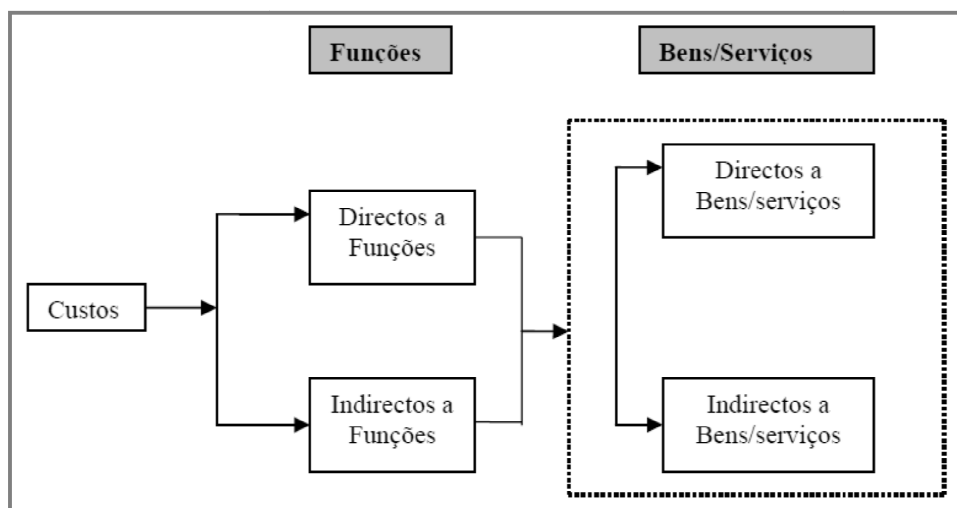 Funções
Bens/Serviços
Directos a
Bens/serviços
Directos a
Funções
Custos
Indirectos a
Funções
Indirectos a
Bens/serviços